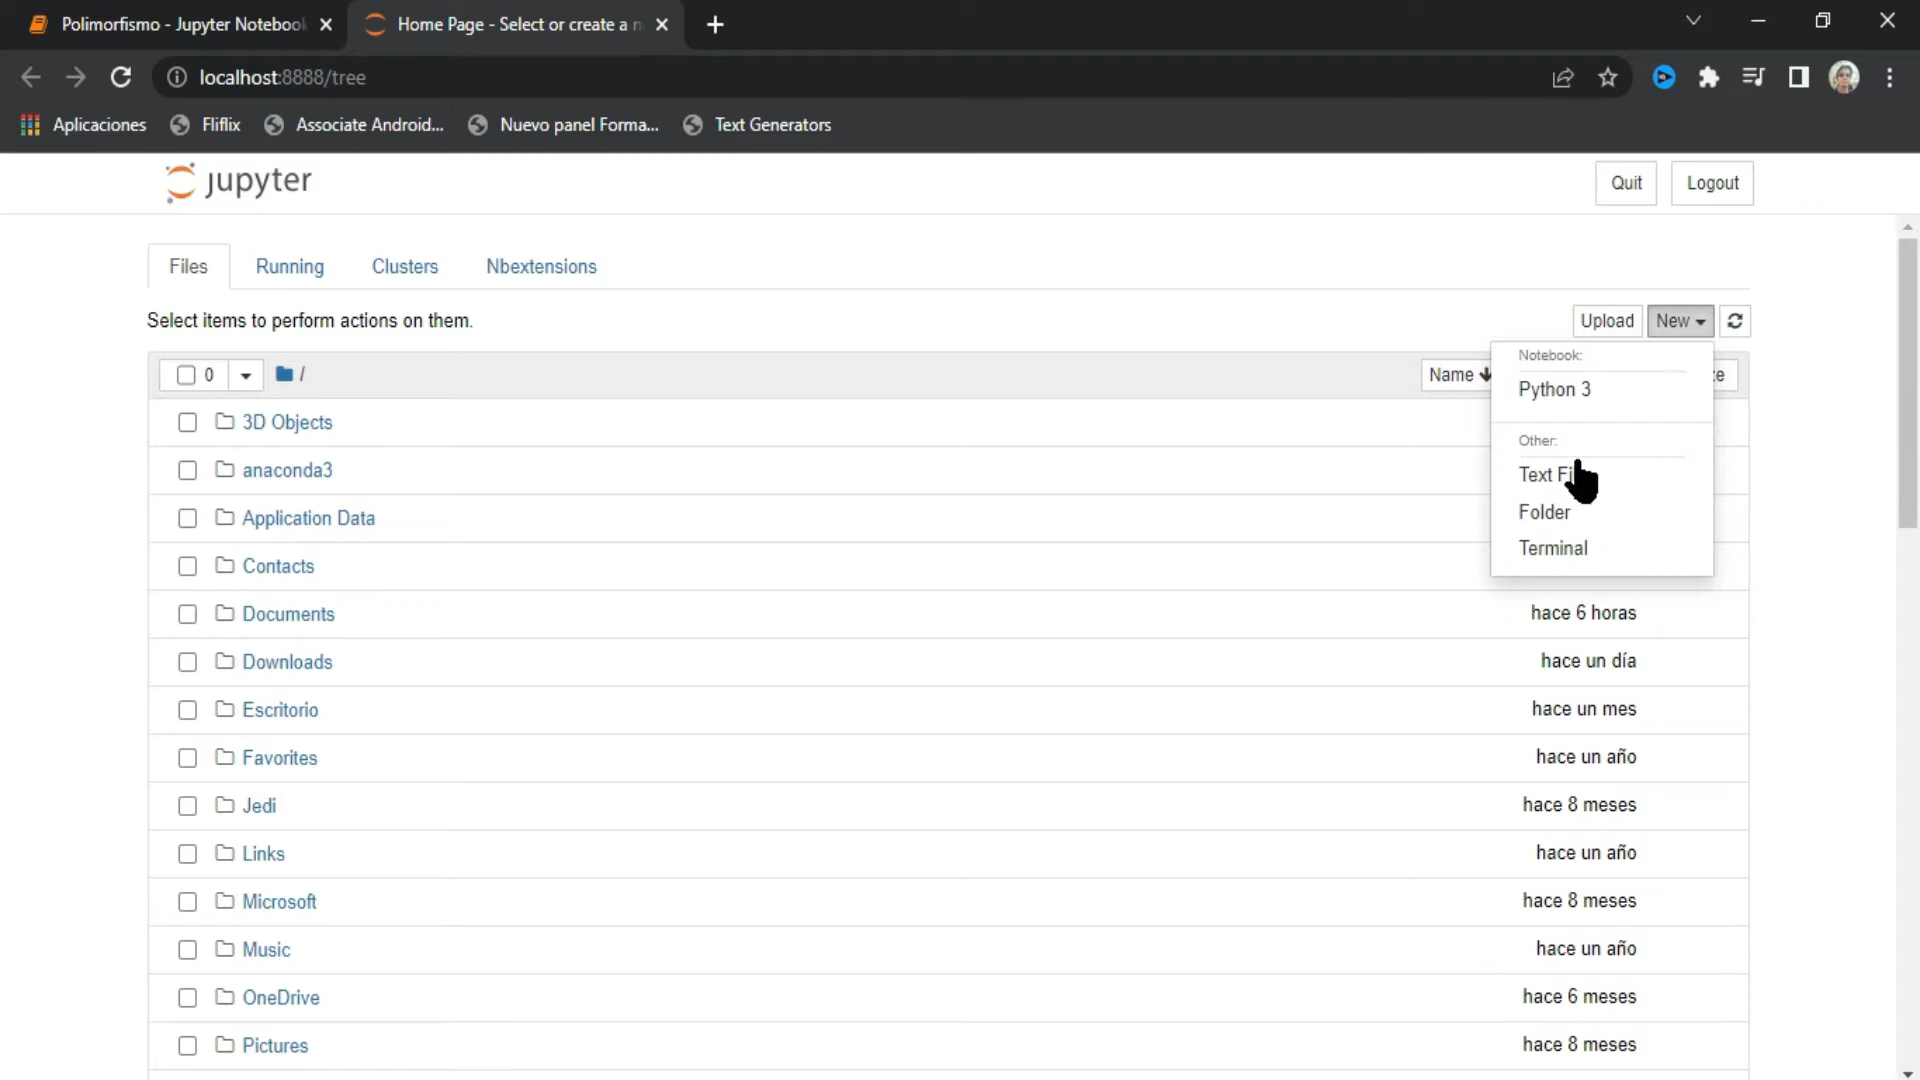 Polimorfismo - Jupyter Notebook
Home Page - Select or create a n
localhost:8888/tree
Aplicaciones
Fliflix
Associate Android...
Nuevo panel Forma...
Text Generators
jupyter
Quit
Logout
Files
Running
Clusters
Nbextensions
Select items to perform actions on them.
Upload
New
0
/
Name
Notebook:
Python 3
Other:
Text Fi
Folder
Terminal
3D Objects
anaconda3
Application Data
Contacts
Documents
hace 6 horas
Downloads
hace un día
Escritorio
hace un mes
Favorites
hace un año
Jedi
hace 8 meses
Links
hace un año
Microsoft
hace 8 meses
Music
hace un año
OneDrive
hace 6 meses
Pictures
hace 8 meses